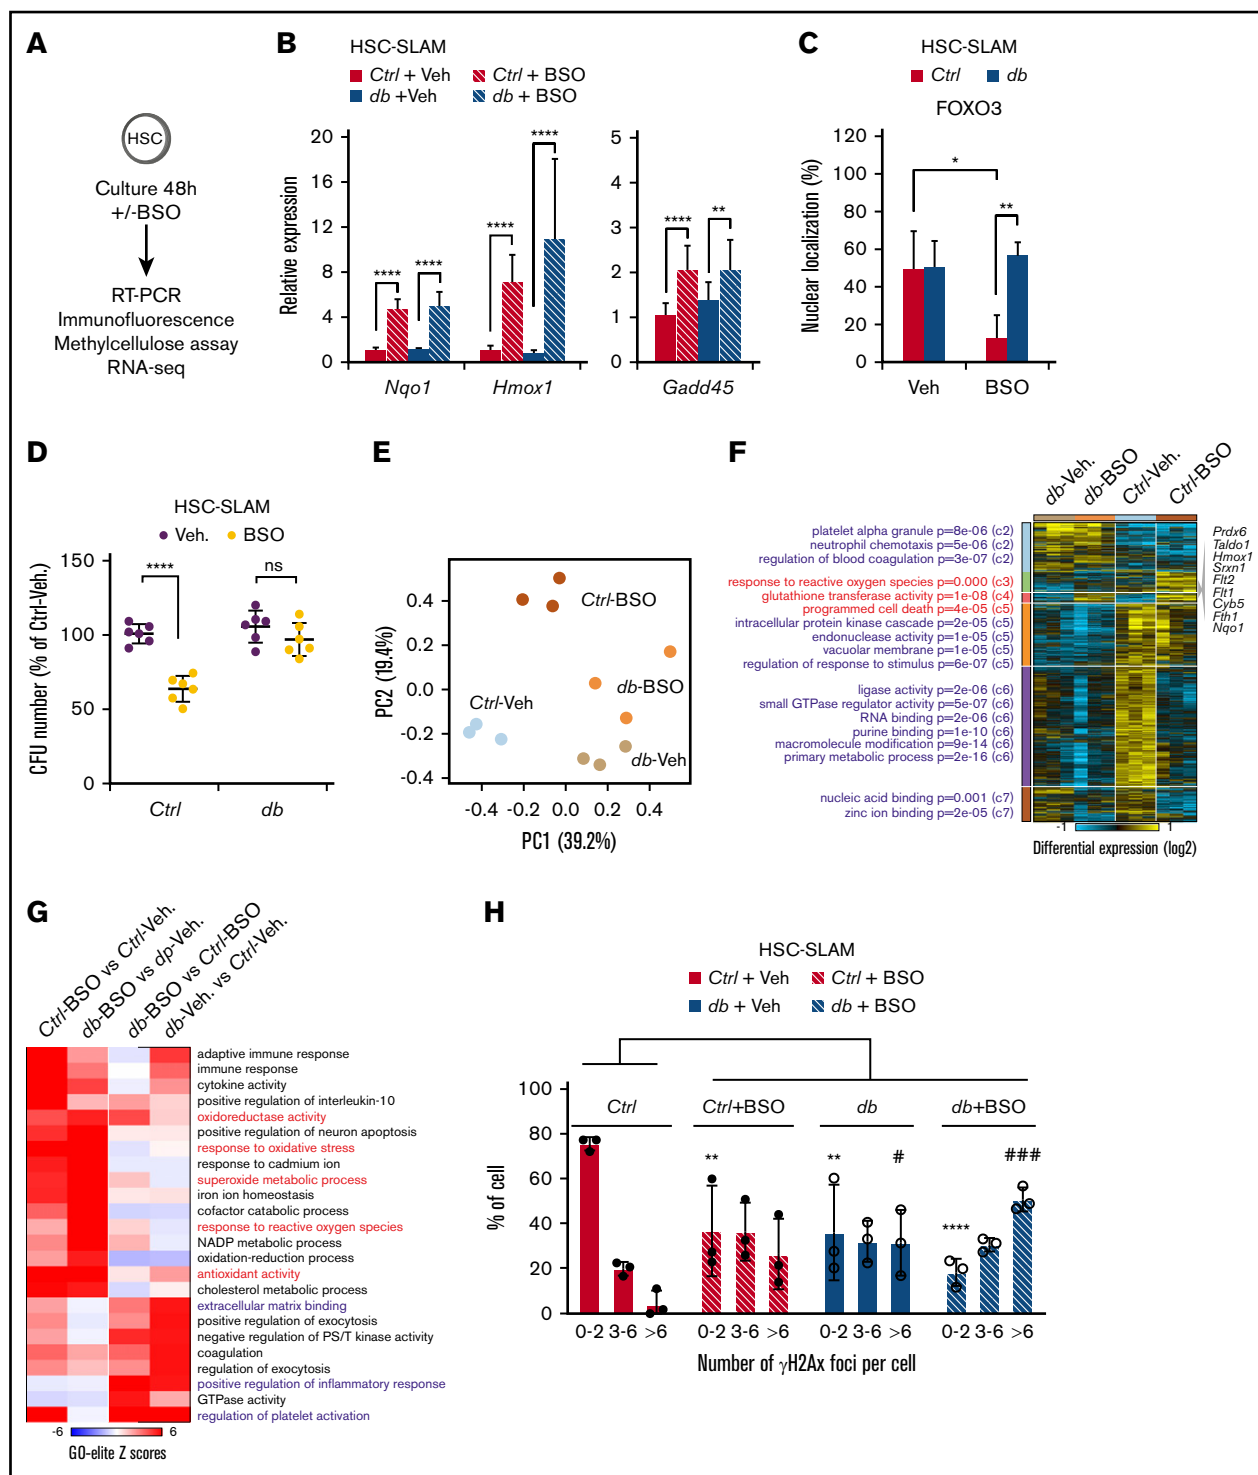 A
HSC
Culture 48h
+/-BSO
RT-PCR
Immunofluorescence
Methylcellulose assay
RNA-seq
B
HSC-SLAM
Ctrl + Veh
Ctrl + BSO
db +Veh
db + BSO
Relative expression
20
16
12
8
4
0
****
****
****
****
Nqo1
Hmox1
5
4
3
2
1
0
****
**
Gadd45
C
HSC-SLAM
Ctrl
db
FOXO3
Nuclear localization (%)
120
100
80
60
40
20
0
*
**
Veh
BSO
D
HSC-SLAM
Veh.
BSO
CFU number (% of Ctrl-Veh.)
150
100
50
0
****
ns
Ctrl
db
E
PC2 (19.4%)
0.4
0.2
0.0
-0.2
-0.4
Ctrl-BSO
db-BSO
Ctrl-Veh
db-Veh
-0.4 -0.2 0.0 0.2 0.4
PC1 (39.2%)
F
db-Veh.
db-BSO
Ctrl-Veh.
Ctrl-BSO
platelet alpha granule p=8e-06 (c2)
neutrophil chemotaxis p=5e-06 (c2)
regulation of blood coagulation p=3e-07 (c2)
response to reactive oxygen species p=0.000 (c3)
glutathione transferase activity p=1e-08 (c4)
programmed cell death p=4e-05 (c5)
intracellular protein kinase cascade p=2e-05 (c5)
endonuclease activity p=1e-05 (c5)
vacuolar membrane p=1e-05 (c5)
regulation of response to stimulus p=6e-07 (c5)
ligase activity p=2e-06 (c6)
small GTPase regulator activity p=5e-07 (c6)
RNA binding p=2e-06 (c6)
purine binding p=1e-10 (c6)
macromolecule modification p=9e-14 (c6)
primary metabolic process p=2e-16 (c6)
nucleic acid binding p=0.001 (c7)
zinc ion binding p=2e-05 (c7)
Prdx6
Taldo1
Hmox1
Srxn1
Flt2
Flt1
Cyb5
Fth1
Nqo1
-1
1
Differential expression (log2)
G
Ctrl-BSO vs Ctrl-Veh.
db-BSO vs dp-Veh.
db-BSO vs Ctrl-BSO
db-Veh. vs Ctrl-Veh.
adaptive immune response
immune response
cytokine activity
positive regulation of interleukin-10
oxidoreductase activity
positive regulation of neuron apoptosis
response to oxidative stress
response to cadmium ion
superoxide metabolic process
iron ion homeostasis
cofactor catabolic process
response to reactive oxygen species
NADP metabolic process
oxidation-reduction process
antioxidant activity
cholesterol metabolic process
extracellular matrix binding
positive regulation of exocytosis
negative regulation of PS/T kinase activity
coagulation
regulation of exocytosis
positive regulation of inflammatory response
GTPase activity
regulation of platelet activation
-6
6
GO-elite Z scores
H
HSC-SLAM
Ctrl + Veh
Ctrl + BSO
db + Veh
db + BSO
% of cell
100
80
60
40
20
0
Ctrl
Ctrl+BSO
db
db+BSO
**
**
#
****
###
0-2 3-6 >6
0-2 3-6 >6
0-2 3-6 >6
0-2 3-6 >6
Number of γH2Ax foci per cell